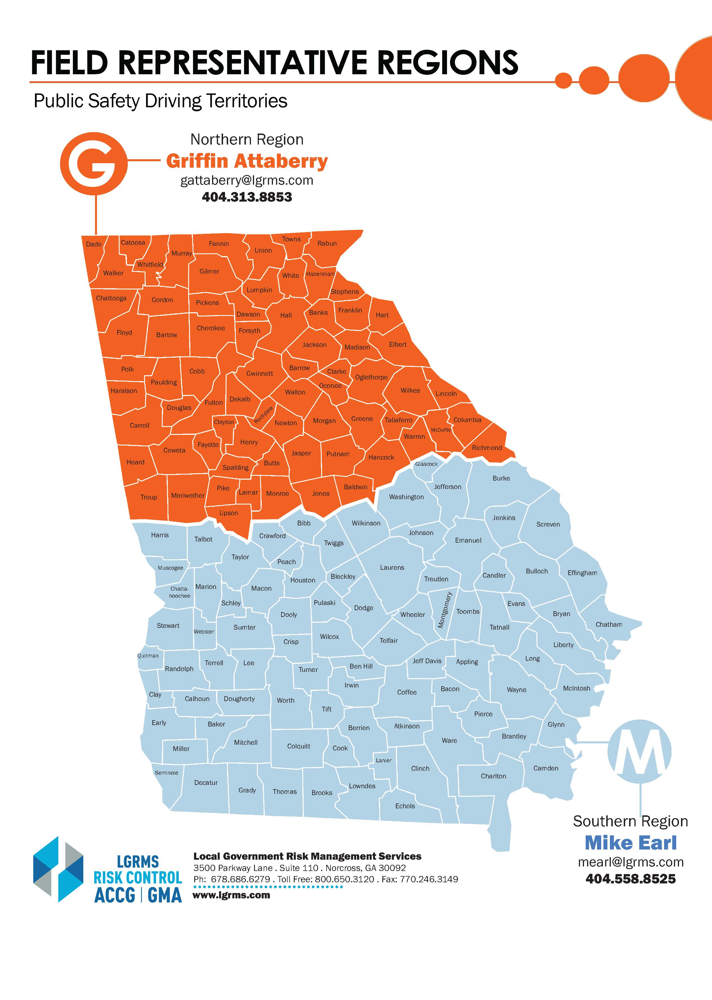 FIELD REPRESENTATIVE REGIONS
Public Safety Driving Territories
G
Northern Region
Griffin Attaberry
gattaberry@lgrms.com
404.313.8853
Dade
Catoosa
Whitfield
Murray
Fannin
Union
Towns
Rabun
Walker
Gilmer
White
Habersham
Lumpkin
Stephens
Chattooga
Gordon
Pickens
Dawson
Hall
Banks
Franklin
Hart
Floyd
Bartow
Cherokee
Forsyth
Jackson
Madison
Elbert
Polk
Paulding
Cobb
Gwinnett
Barrow
Clarke
Oglethorpe
Oconee
Haralson
Douglas
Fulton
Dekalb
Walton
Wilkes
Lincoln
Carroll
Clayton
Rockdale
Newton
Morgan
Greene
Taliaferro
McDuffie
Columbia
Warren
Richmond
Heard
Coweta
Fayette
Henry
Spalding
Butts
Jasper
Putnam
Hancock
Troup
Meriwether
Pike
Lamar
Monroe
Jones
Baldwin
Upson
Glascock
Jefferson
Burke
Washington
Jenkins
Screven
Harris
Talbot
Crawford
Bibb
Twiggs
Wilkinson
Johnson
Emanuel
Taylor
Peach
Muscogee
Chatta-
hoochee
Marion
Schley
Macon
Houston
Bleckley
Laurens
Treutlen
Candler
Bulloch
Effingham
Pulaski
Dodge
Wheeler
Montgomery
Toombs
Evans
Tatnall
Bryan
Chatham
Stewart
Webster
Sumter
Dooly
Crisp
Wilcox
Telfair
Liberty
Long
Quitman
Randolph
Terrell
Lee
Turner
Ben Hill
Jeff Davis
Appling
Irwin
Coffee
Bacon
Wayne
McIntosh
Clay
Calhoun
Dougherty
Worth
Tift
Pierce
Early
Baker
Berrien
Atkinson
Brantley
Glynn
Miller
Mitchell
Colquitt
Cook
Ware
Lanier
Clinch
Charlton
Camden
Seminole
Decatur
Grady
Thomas
Brooks
Lowndes
Echols
M
Southern Region
Mike Earl
mearl@lgrms.com
404.558.8525
LGRMS
RISK CONTROL
ACCG | GMA
Local Government Risk Management Services
3500 Parkway Lane . Suite 110 . Norcross, GA 30092
Ph: 678.686.6279 . Toll Free: 800.650.3120 . Fax: 770.246.3149
www.lgrms.com